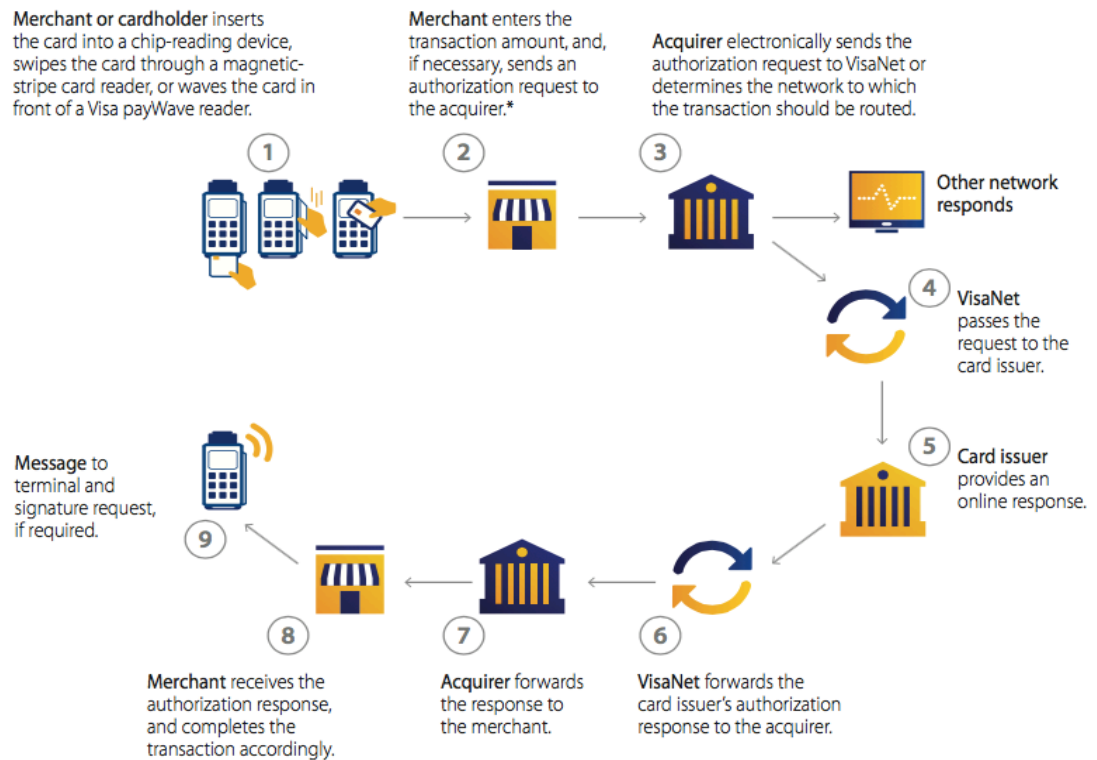 Merchant or cardholder inserts
the card into a chip-reading device,
swipes the card through a magnetic-
stripe card reader, or waves the card in
front of a Visa payWave reader.
1
Merchant enters the
transaction amount, and,
if necessary, sends an
authorization request to
the acquirer.*
2
Acquirer electronically sends the
authorization request to VisaNet or
determines the network to which
the transaction should be routed.
3
Other network
responds
4
VisaNet
passes the
request to the
card issuer.
5
Card issuer
provides an
online response.
6
VisaNet forwards the
card issuer's authorization
response to the acquirer.
7
Acquirer forwards
the response to
the merchant.
8
Merchant receives the
authorization response,
and completes the
transaction accordingly.
Message to
terminal and
signature request,
if required.
9